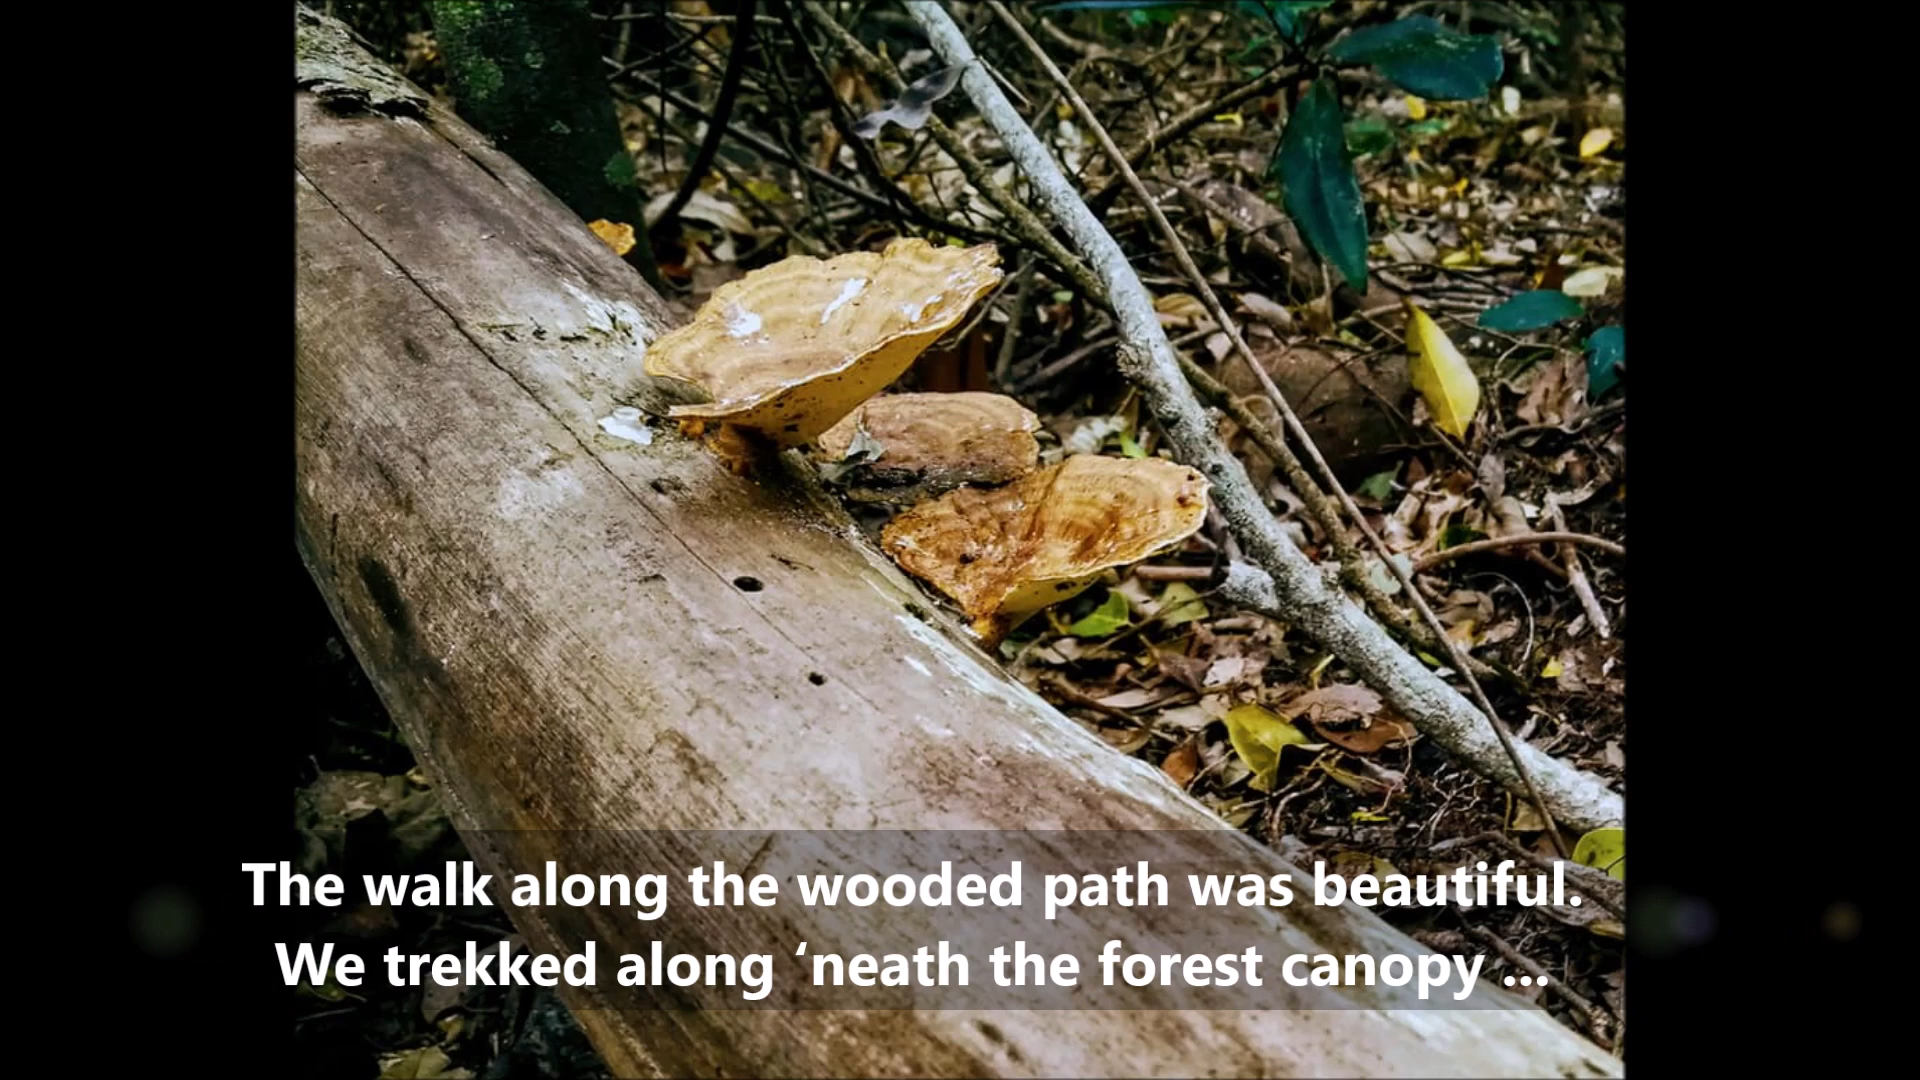 The walk along the wooded path was beautiful.
We trekked along ‘neath the forest canopy ...